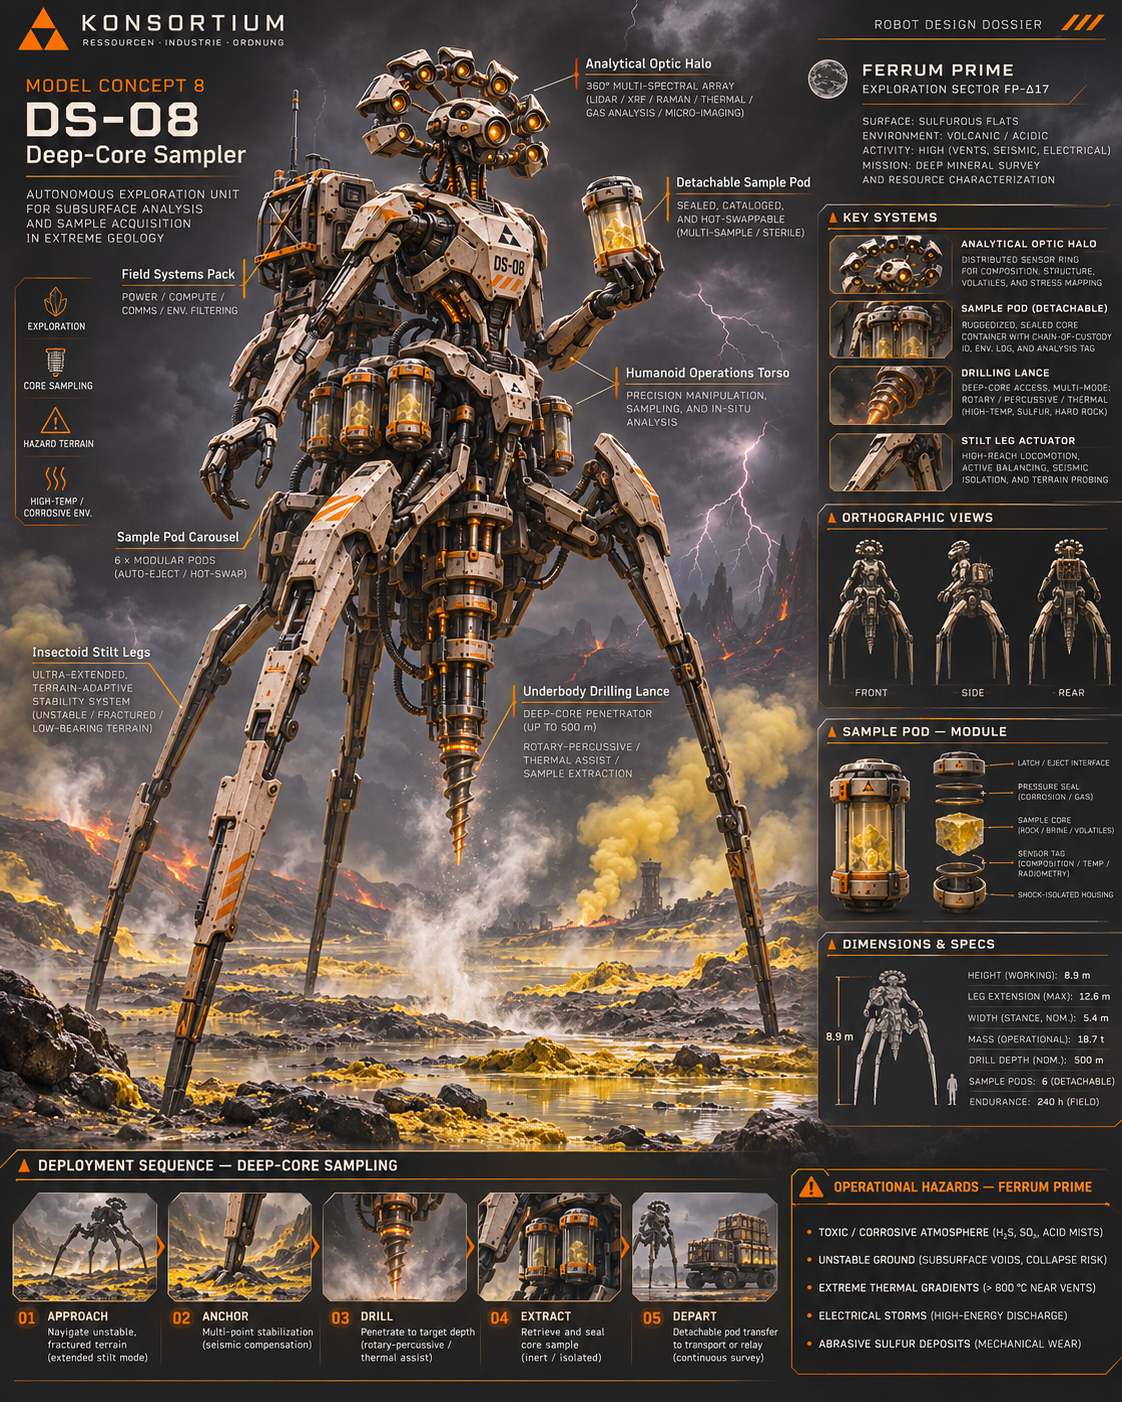 KONSORTIUM
RESSOURCEN · INDUSTRIE · ORDNUNG
ROBOT DESIGN DOSSIER
MODEL CONCEPT 8
DS-08
Deep-Core Sampler
AUTONOMOUS EXPLORATION UNIT
FOR SUBSURFACE ANALYSIS
AND SAMPLE ACQUISITION
IN EXTREME GEOLOGY
EXPLORATION
CORE SAMPLING
HAZARD TERRAIN
HIGH-TEMP /
CORROSIVE ENV.
Analytical Optic Halo
360° MULTI-SPECTRAL ARRAY
(LIDAR / XRF / RAMAN / THERMAL /
GAS ANALYSIS / MICRO-IMAGING)
Detachable Sample Pod
SEALED, CATALOGED,
AND HOT-SWAPPABLE
(MULTI-SAMPLE / STERILE)
Field Systems Pack
POWER / COMPUTE /
COMMS / ENV. FILTERING
DS-08
Humanoid Operations Torso
PRECISION MANIPULATION,
SAMPLING, AND IN-SITU
ANALYSIS
Sample Pod Carousel
6 × MODULAR PODS
(AUTO-EJECT / HOT-SWAP)
Insectoid Stilt Legs
ULTRA-EXTENDED,
TERRAIN-ADAPTIVE
STABILITY SYSTEM
(UNSTABLE / FRACTURED /
LOW-BEARING TERRAIN)
Underbody Drilling Lance
DEEP-CORE PENETRATOR
(UP TO 500 m)
ROTARY-PERCUSSIVE /
THERMAL ASSIST /
SAMPLE EXTRACTION
FERRUM PRIME
EXPLORATION SECTOR FP-Δ17
SURFACE: SULFUROUS FLATS
ENVIRONMENT: VOLCANIC / ACIDIC
ACTIVITY: HIGH (VENTS, SEISMIC, ELECTRICAL)
MISSION: DEEP MINERAL SURVEY
AND RESOURCE CHARACTERIZATION
KEY SYSTEMS
ANALYTICAL OPTIC HALO
DISTRIBUTED SENSOR RING
FOR COMPOSITION, STRUCTURE,
VOLATILES, AND STRESS MAPPING
SAMPLE POD (DETACHABLE)
RUGGEDIZED, SEALED CORE
CONTAINER WITH CHAIN-OF-CUSTODY
ID, ENV. LOG, AND ANALYSIS TAG
DRILLING LANCE
DEEP-CORE ACCESS, MULTI-MODE:
ROTARY / PERCUSSIVE / THERMAL
(HIGH-TEMP, SULFUR, HARD ROCK)
STILT LEG ACTUATOR
HIGH-REACH LOCOMOTION,
ACTIVE BALANCING, SEISMIC
ISOLATION, AND TERRAIN PROBING
ORTHOGRAPHIC VIEWS
FRONT
SIDE
REAR
SAMPLE POD — MODULE
LATCH / EJECT INTERFACE
PRESSURE SEAL
(CORROSION / GAS)
SAMPLE CORE
(ROCK / BRINE / VOLATILES)
SENSOR TAG
(COMPOSITION / TEMP /
RADIOMETRY)
SHOCK-ISOLATED HOUSING
DIMENSIONS & SPECS
8.9 m
HEIGHT (WORKING): 8.9 m
LEG EXTENSION (MAX): 12.6 m
WIDTH (STANCE, NOM.): 5.4 m
MASS (OPERATIONAL): 18.7 t
DRILL DEPTH (NOM.): 500 m
SAMPLE PODS: 6 (DETACHABLE)
ENDURANCE: 240 h (FIELD)
DEPLOYMENT SEQUENCE — DEEP-CORE SAMPLING
01 APPROACH
Navigate unstable,
fractured terrain
(extended stilt mode)
02 ANCHOR
Multi-point stabilization
(seismic compensation)
03 DRILL
Penetrate to target depth
(rotary-percussive /
thermal assist)
04 EXTRACT
Retrieve and seal
core sample
(inert / isolated)
05 DEPART
Detachable pod transfer
to transport or relay
(continuous survey)
OPERATIONAL HAZARDS — FERRUM PRIME
• TOXIC / CORROSIVE ATMOSPHERE (H₂S, SO₂, ACID MISTS)
• UNSTABLE GROUND (SUBSURFACE VOIDS, COLLAPSE RISK)
• EXTREME THERMAL GRADIENTS (> 800 °C NEAR VENTS)
• ELECTRICAL STORMS (HIGH-ENERGY DISCHARGE)
• ABRASIVE SULFUR DEPOSITS (MECHANICAL WEAR)